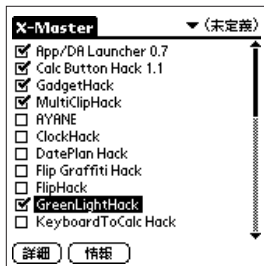 X-Master ▼(未定義)
App/DA Launcher 0.7
Calc Button Hack 1.1
GadgetHack
MultiClipHack
AYANE
ClockHack
DatePlan Hack
Flip Graffiti Hack
FlipHack
GreenLightHack
KeyboardToCalc Hack
詳細 情報